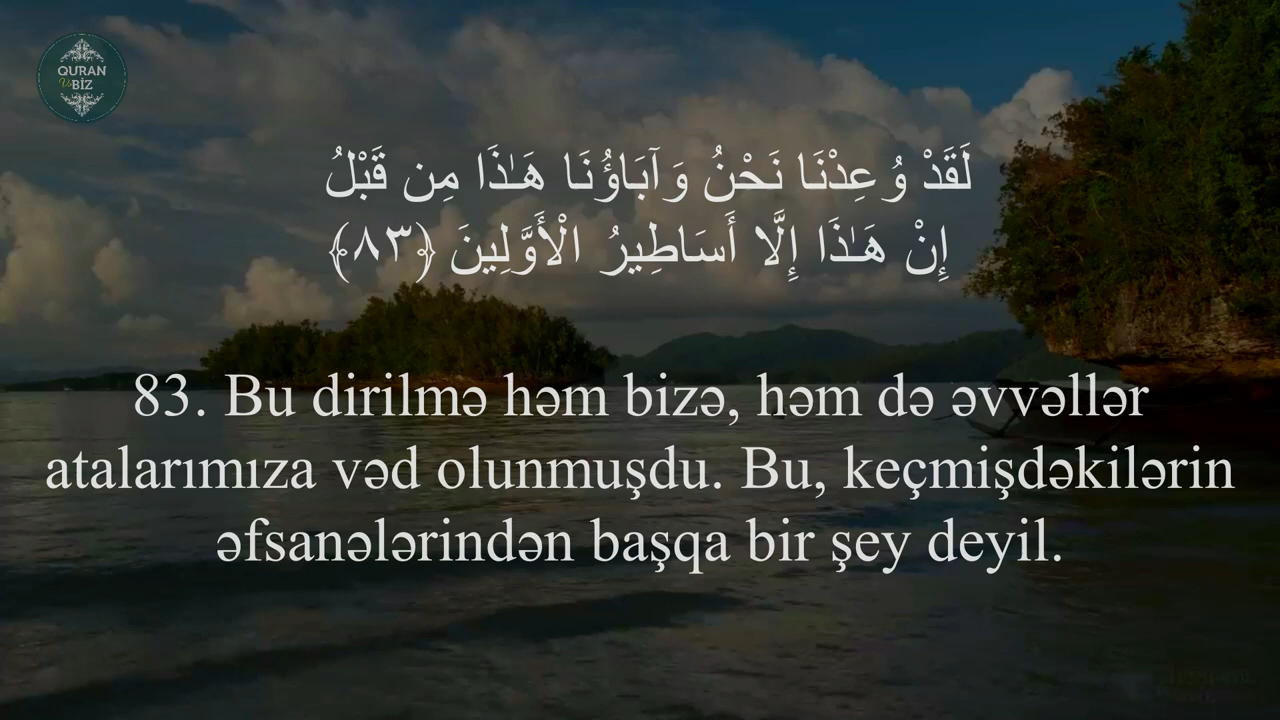 QURAN
Və BİZ
لَقَدْ وُعِدْنَا نَحْنُ وَآبَاؤُنَا هَـٰذَا مِن قَبْلُ
إِنْ هَـٰذَا إِلَّا أَسَاطِيرُ الْأَوَّلِينَ ﴿٨٣﴾
83. Bu dirilmə həm bizə, həm də əvvəllər
atalarımıza vəd olunmuşdu. Bu, keçmişdəkilərin
əfsanələrindən başqa bir şey deyil.